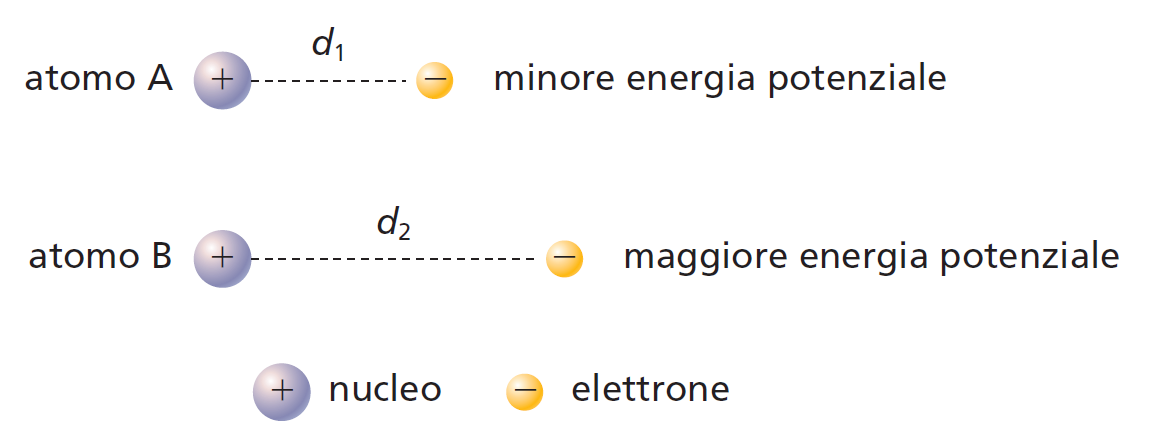 d₁
atomo A + − minore energia potenziale
d₂
atomo B + − maggiore energia potenziale
+ nucleo − elettrone